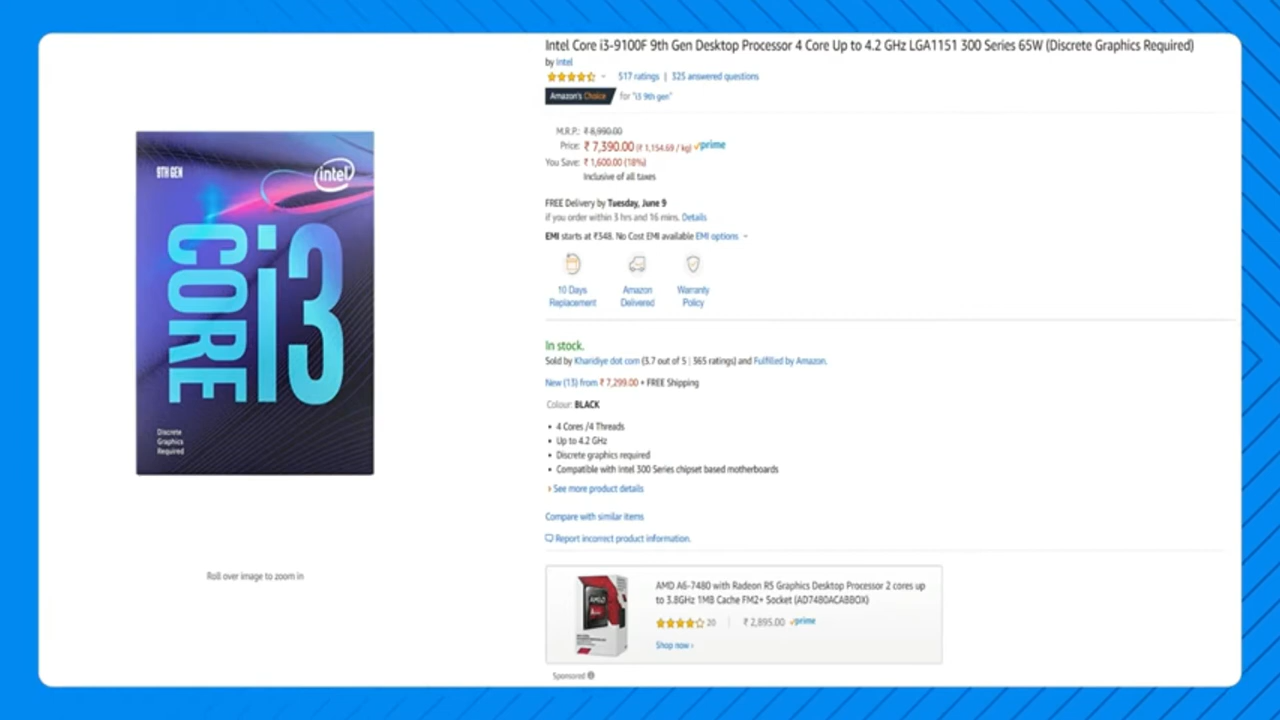 Intel Core i3-9100F 9th Gen Desktop Processor 4 Core Up to 4.2 GHz LGA1151 300 Series 65W (Discrete Graphics Required)
by Intel
517 ratings | 325 answered questions
Amazon's Choice for "i3 9th gen"
M.R.P.: ₹ 8,990.00
Price: ₹ 7,390.00 (₹ 1,154.69 / kg) prime
You Save: ₹ 1,600.00 (18%)
Inclusive of all taxes
FREE Delivery by Tuesday, June 9
if you order within 3 hrs and 16 mins. Details
EMI starts at ₹348. No Cost EMI available EMI options
10 Days Replacement
Amazon Delivered
Warranty Policy
In stock.
Sold by Kharidiye dot com (3.7 out of 5 | 365 ratings) and Fulfilled by Amazon.
New (13) from ₹ 7,299.00 + FREE Shipping
Colour: BLACK
• 4 Cores /4 Threads
• Up to 4.2 GHz
• Discrete graphics required
• Compatible with Intel 300 Series chipset based motherboards
› See more product details
Compare with similar items
Report incorrect product information.
AMD A6-7480 with Radeon R5 Graphics Desktop Processor 2 cores up
to 3.8GHz 1MB Cache FM2+ Socket (AD7480ACABBOX)
20 | ₹ 2,895.00 prime
Shop now ›
Sponsored
9TH GEN
intel
CORE i3
Discrete
Graphics
Required
Roll over image to zoom in
AMD